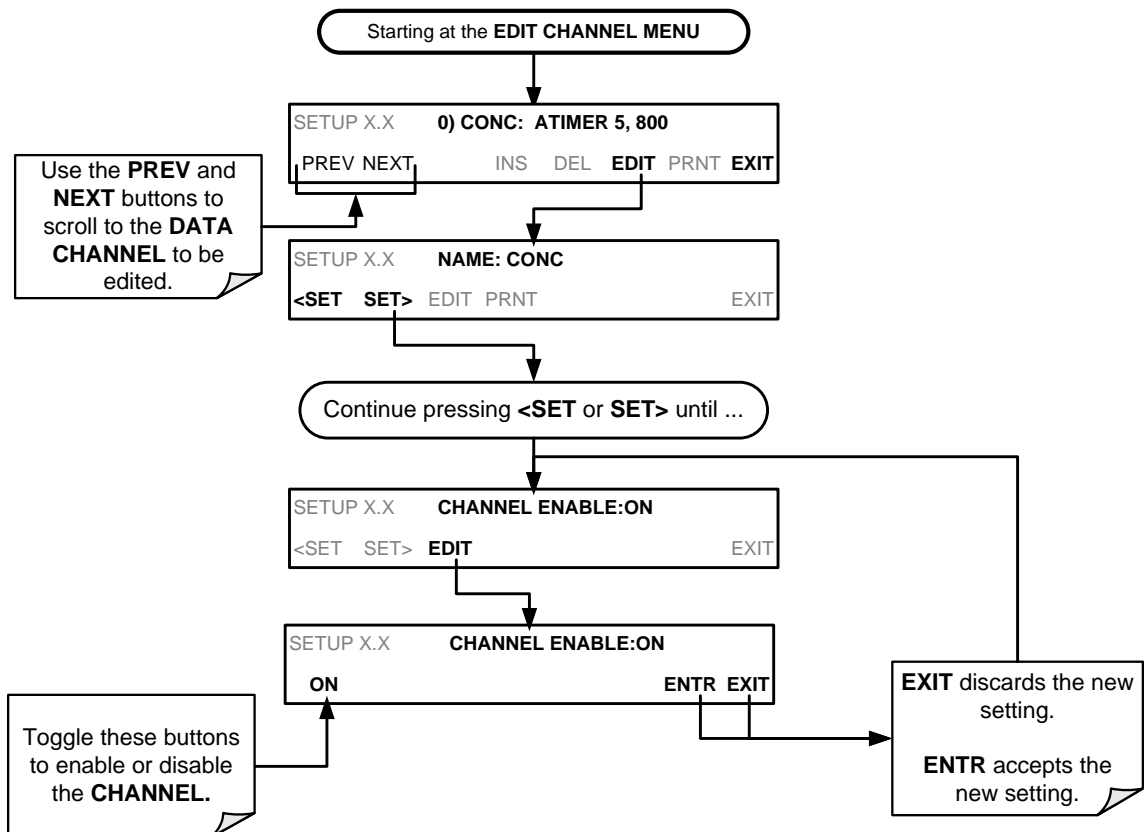 Starting at the EDIT CHANNEL MENU
SETUP X.X 0) CONC: ATIMER 5, 800
PREV NEXT INS DEL EDIT PRNT EXIT
Use the PREV and
NEXT buttons to
scroll to the DATA
CHANNEL to be
edited.
SETUP X.X NAME: CONC
<SET SET> EDIT PRNT EXIT
Continue pressing <SET or SET> until ...
SETUP X.X CHANNEL ENABLE:ON
<SET SET> EDIT EXIT
SETUP X.X CHANNEL ENABLE:ON
ON ENTR EXIT
Toggle these buttons
to enable or disable
the CHANNEL.
EXIT discards the new
setting.
ENTR accepts the
new setting.